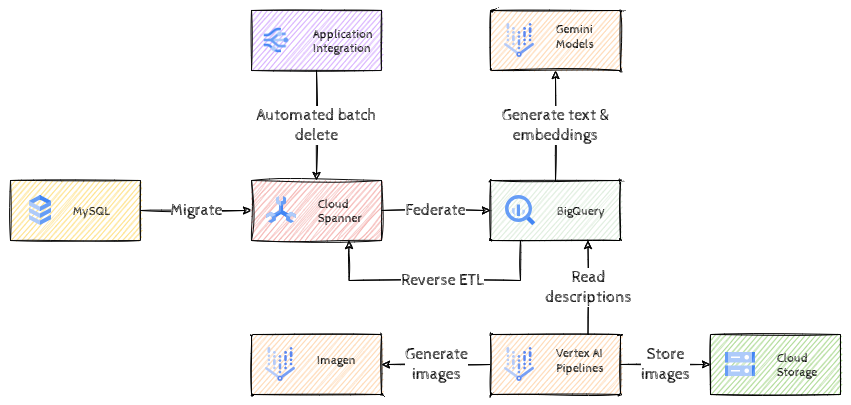 Application
Integration
Gemini
Models
Automated batch
delete
Generate text &
embeddings
MySQL
Migrate
Cloud
Spanner
Federate
BigQuery
Reverse ETL
Read
descriptions
Imagen
Generate
images
Vertex AI
Pipelines
Store
images
Cloud
Storage